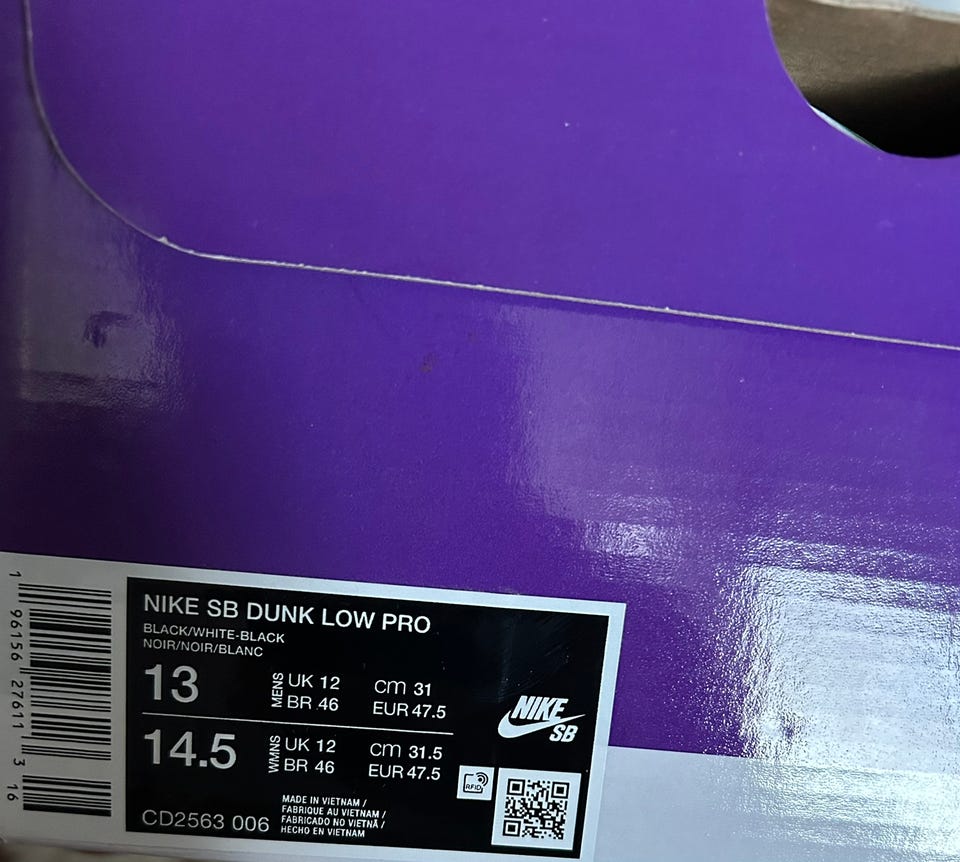 1 96156 27611 3 16
NIKE SB DUNK LOW PRO
BLACK/WHITE-BLACK
NOIR/NOIR/BLANC
13 MENS UK 12 cm 31
BR 46 EUR 47.5
14.5 WMNS UK 12 cm 31.5
BR 46 EUR 47.5
NIKE
SB
RFID
MADE IN VIETNAM /
FABRIQUE AU VIETNAM /
FABRICADO NO VIETNÃ /
HECHO EN VIETNAM
CD2563 006